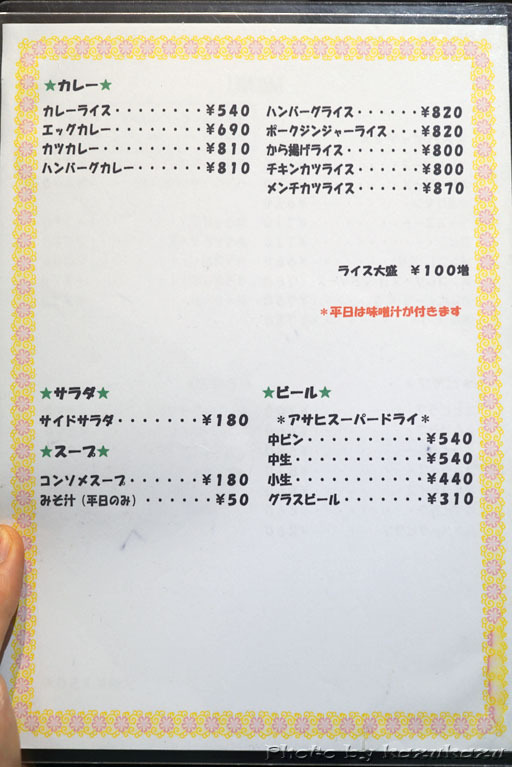 ★カレー★
カレーライス・・・・・・・・￥５４０
エッグカレー・・・・・・・・￥６９０
カツカレー・・・・・・・・・￥８１０
ハンバーグカレー・・・・・・￥８１０
ハンバーグライス・・・・・・￥８２０
ポークジンジャーライス・・・￥８２０
から揚げライス・・・・・・・￥８００
チキンカツライス・・・・・・￥８００
メンチカツライス・・・・・・￥８７０
ライス大盛　￥１００増
＊平日は味噌汁が付きます
★サラダ★
サイドサラダ・・・・・・・￥１８０
★スープ★
コンソメスープ・・・・・・￥１８０
みそ汁（平日のみ）・・・・・・￥５０
★ビール★
＊アサヒスーパードライ＊
中ビン・・・・・・・・・・￥５４０
中生・・・・・・・・・・・￥５４０
小生・・・・・・・・・・・￥４４０
グラスビール・・・・・・・￥３１０
Photo by kazukazu